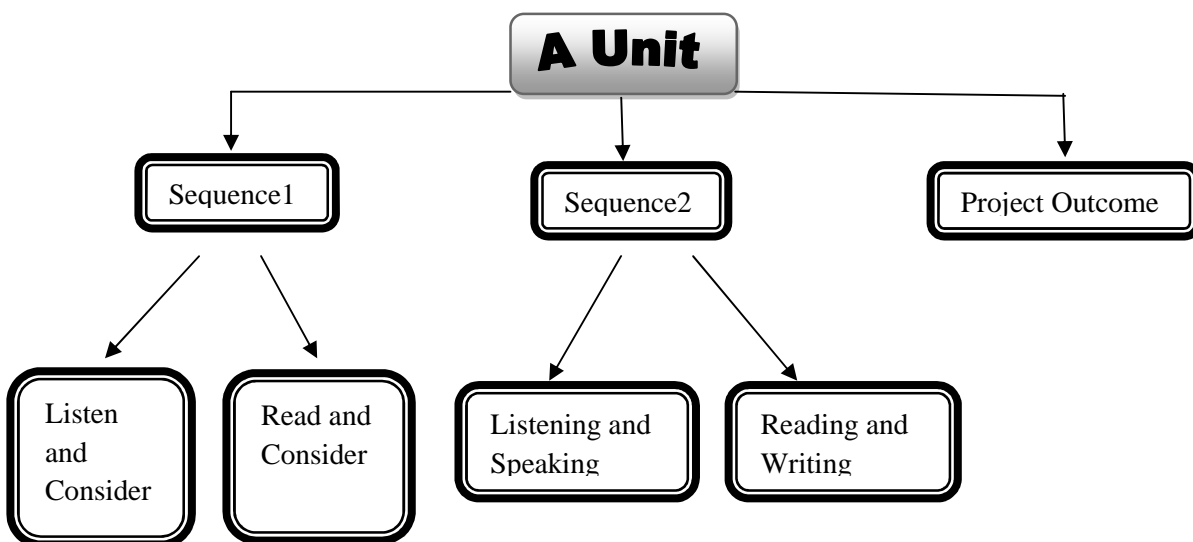 A Unit
Sequence1
Sequence2
Project Outcome
Listen
and
Consider
Read and
Consider
Listening and
Speaking
Reading and
Writing